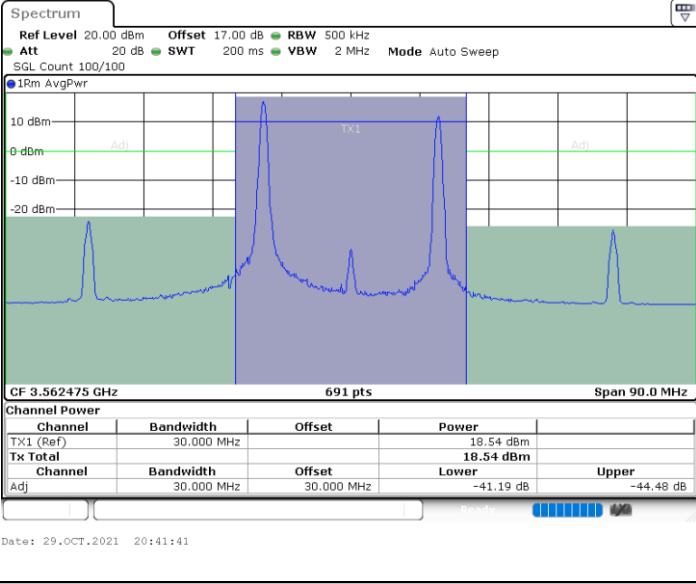 Spectrum
Ref Level 20.00 dBm Offset 17.00 dB RBW 500 kHz
Att 20 dB SWT 200 ms VBW 2 MHz Mode Auto Sweep
SGL Count 100/100
1Rm AvgPwr
10 dBm
TX1
Adj
Adj
0 dBm
-10 dBm
-20 dBm
CF 3.562475 GHz 691 pts Span 90.0 MHz
Channel Power
Channel Bandwidth Offset Power
TX1 (Ref) 30.000 MHz 18.54 dBm
Tx Total 18.54 dBm
Channel Bandwidth Offset Lower Upper
Adj 30.000 MHz 30.000 MHz -41.19 dB -44.48 dB
Ready
Date: 29.OCT.2021 20:41:41